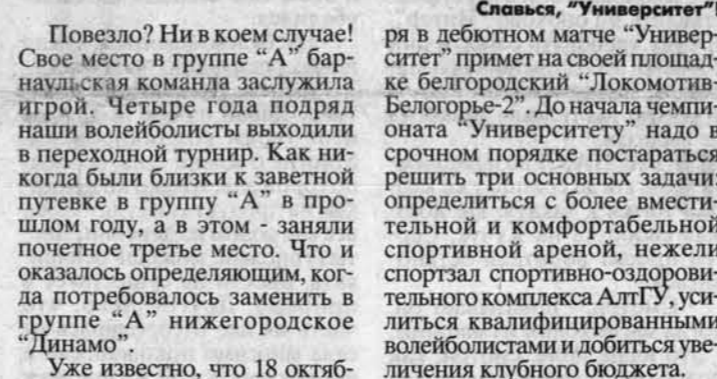 Повезло? Ни в коем случае!
Свое место в группе “А” бар-
наульская команда заслужила
игрой. Четыре года подряд
наши волейболисты выходили
в переходной турнир. Как ни-
когда были близки к заветной
путевке в группу “А” в про-
шлом году, а в этом - заняли
почетное третье место. Что и
оказалось определяющим, ког-
да потребовалось заменить в
группе “А” нижегородское
“Динамо”.
Уже известно, что 18 октяб-
Славься, “Университет”!
ря в дебютном матче “Универ-
ситет” примет на своей площад-
ке белгородский “Локомотив-
Белогорье-2”. До начала чемпи-
оната “Университету” надо в
срочном порядке постараться
решить три основных задачи:
определиться с более вмести-
тельной и комфортабельной
спортивной ареной, нежели
спортзал спортивно-оздорови-
тельного комплекса АлтГУ, уси-
литься квалифицированными
волейболистами и добиться уве-
личения клубного бюджета.